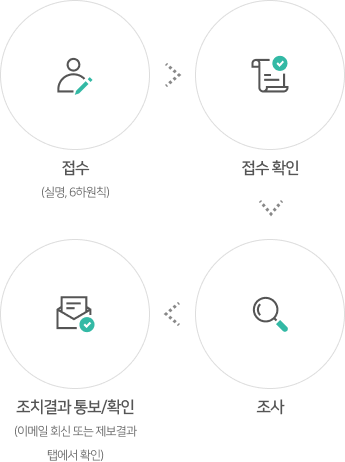 접수
(실명, 6하원칙)
접수 확인
조사
조치결과 통보/확인
(이메일 회신 또는 제보결과
탭에서 확인)